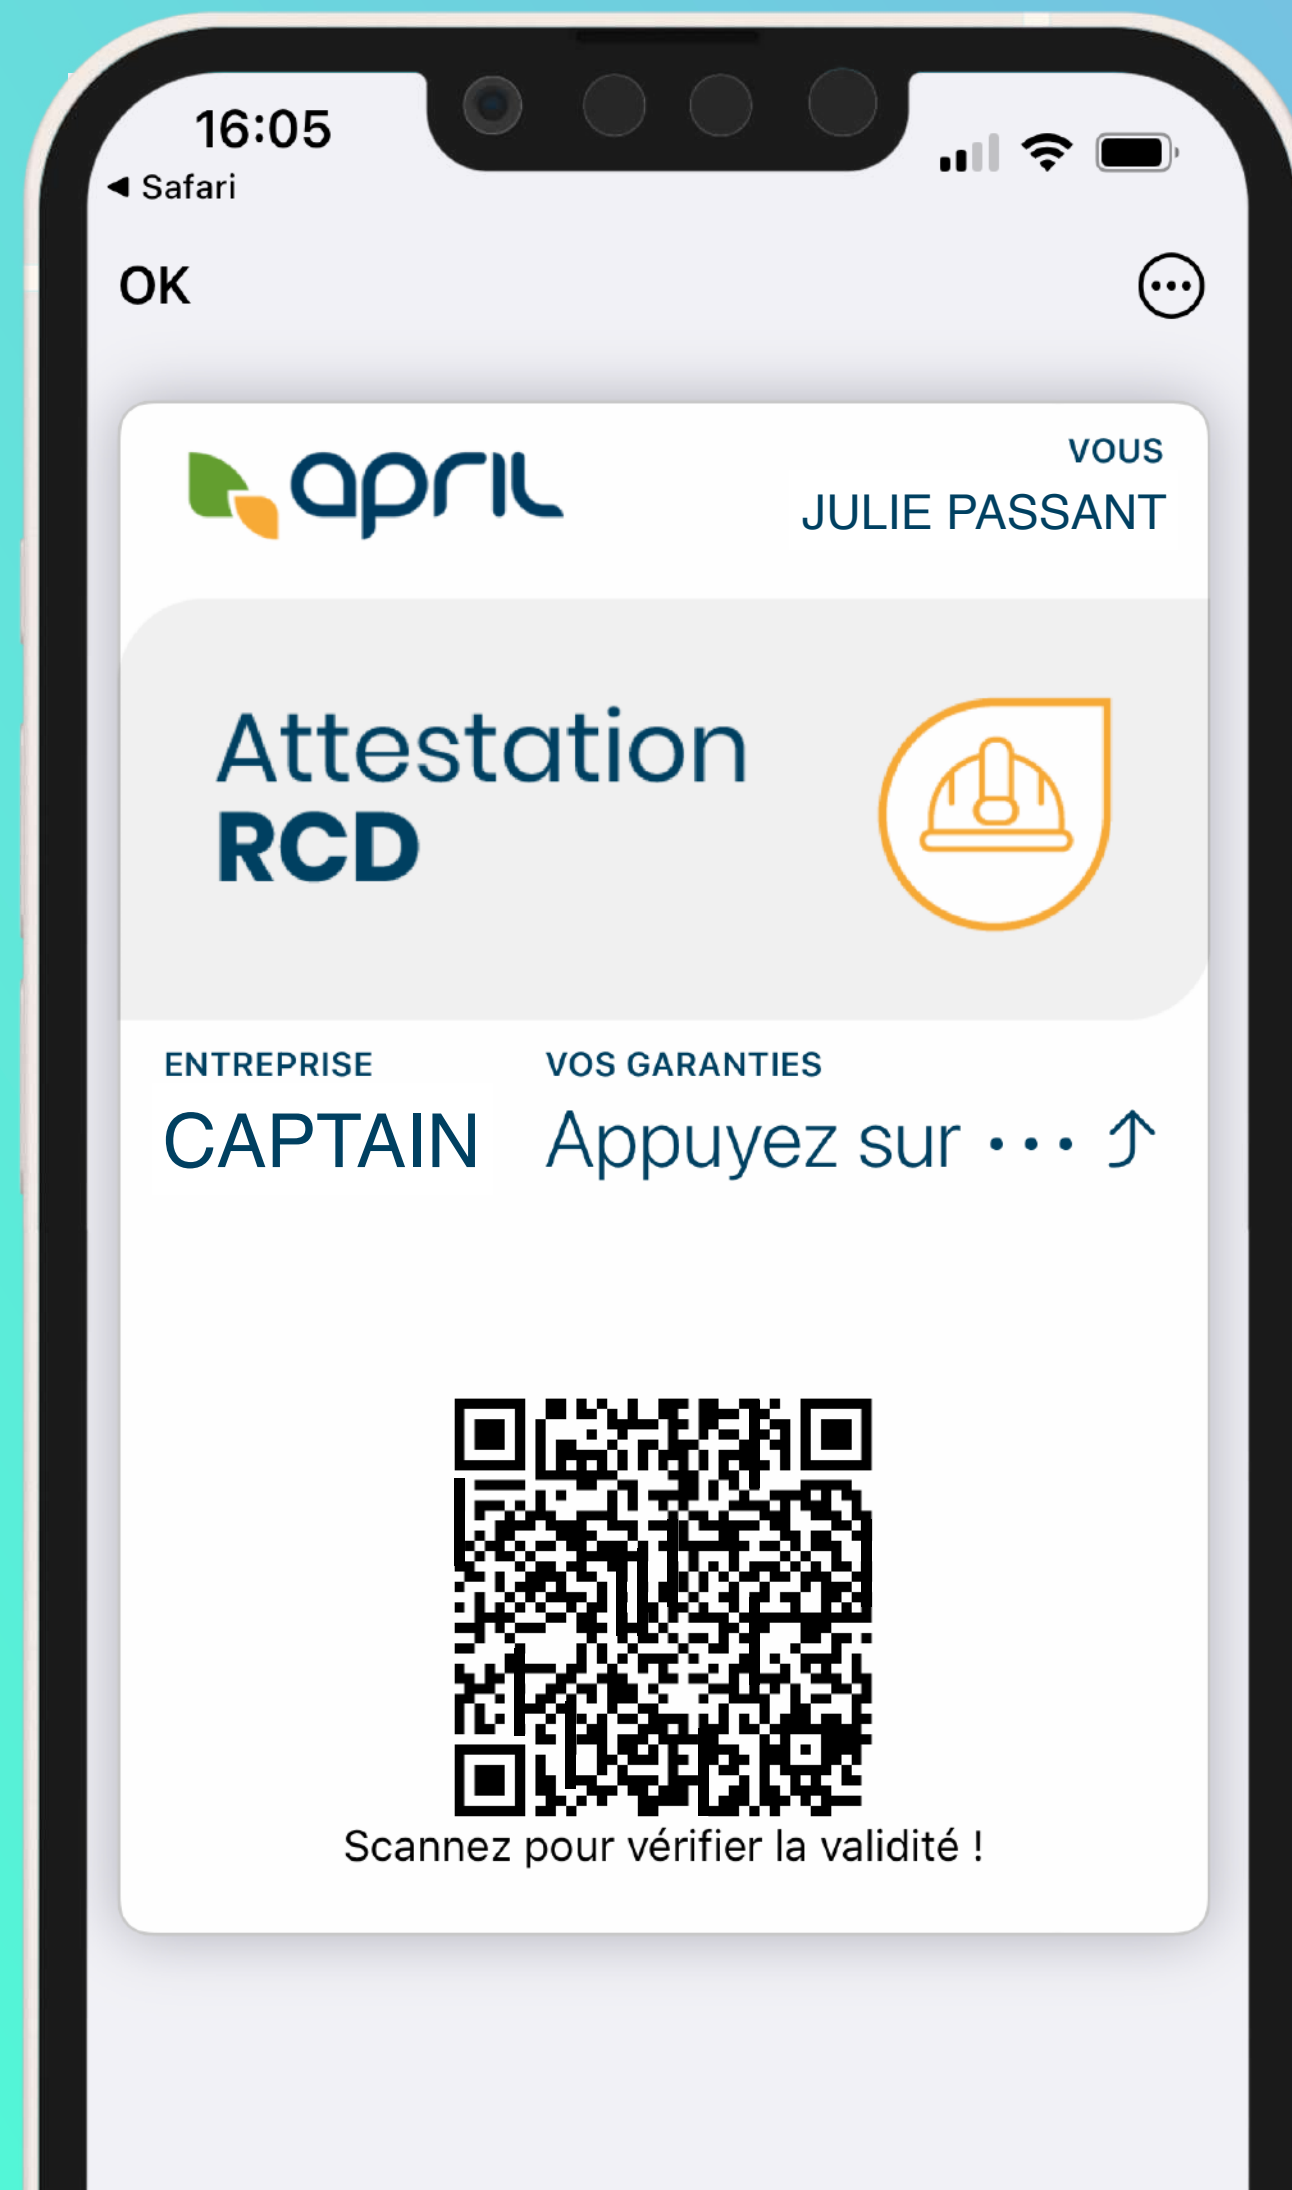 16:05
Safari
OK
april
VOUS
JULIE PASSANT
Attestation
RCD
ENTREPRISE
VOS GARANTIES
CAPTAIN
Appuyez sur ··· ⤴
Scannez pour vérifier la validité !